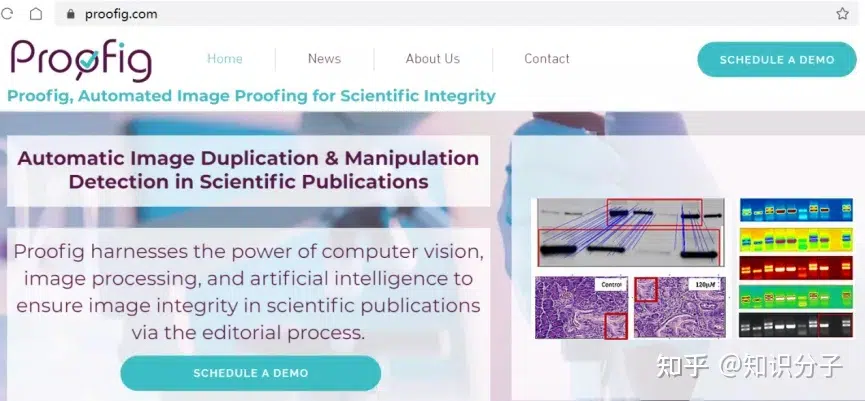 proofig.com
Proofig
Home
News
About Us
Contact
SCHEDULE A DEMO
Proofig, Automated Image Proofing for Scientific Integrity
Automatic Image Duplication & Manipulation
Detection in Scientific Publications
Proofig harnesses the power of computer vision,
image processing, and artificial intelligence to
ensure image integrity in scientific publications
via the editorial process.
SCHEDULE A DEMO
Control
120μM
知乎 @知识分子